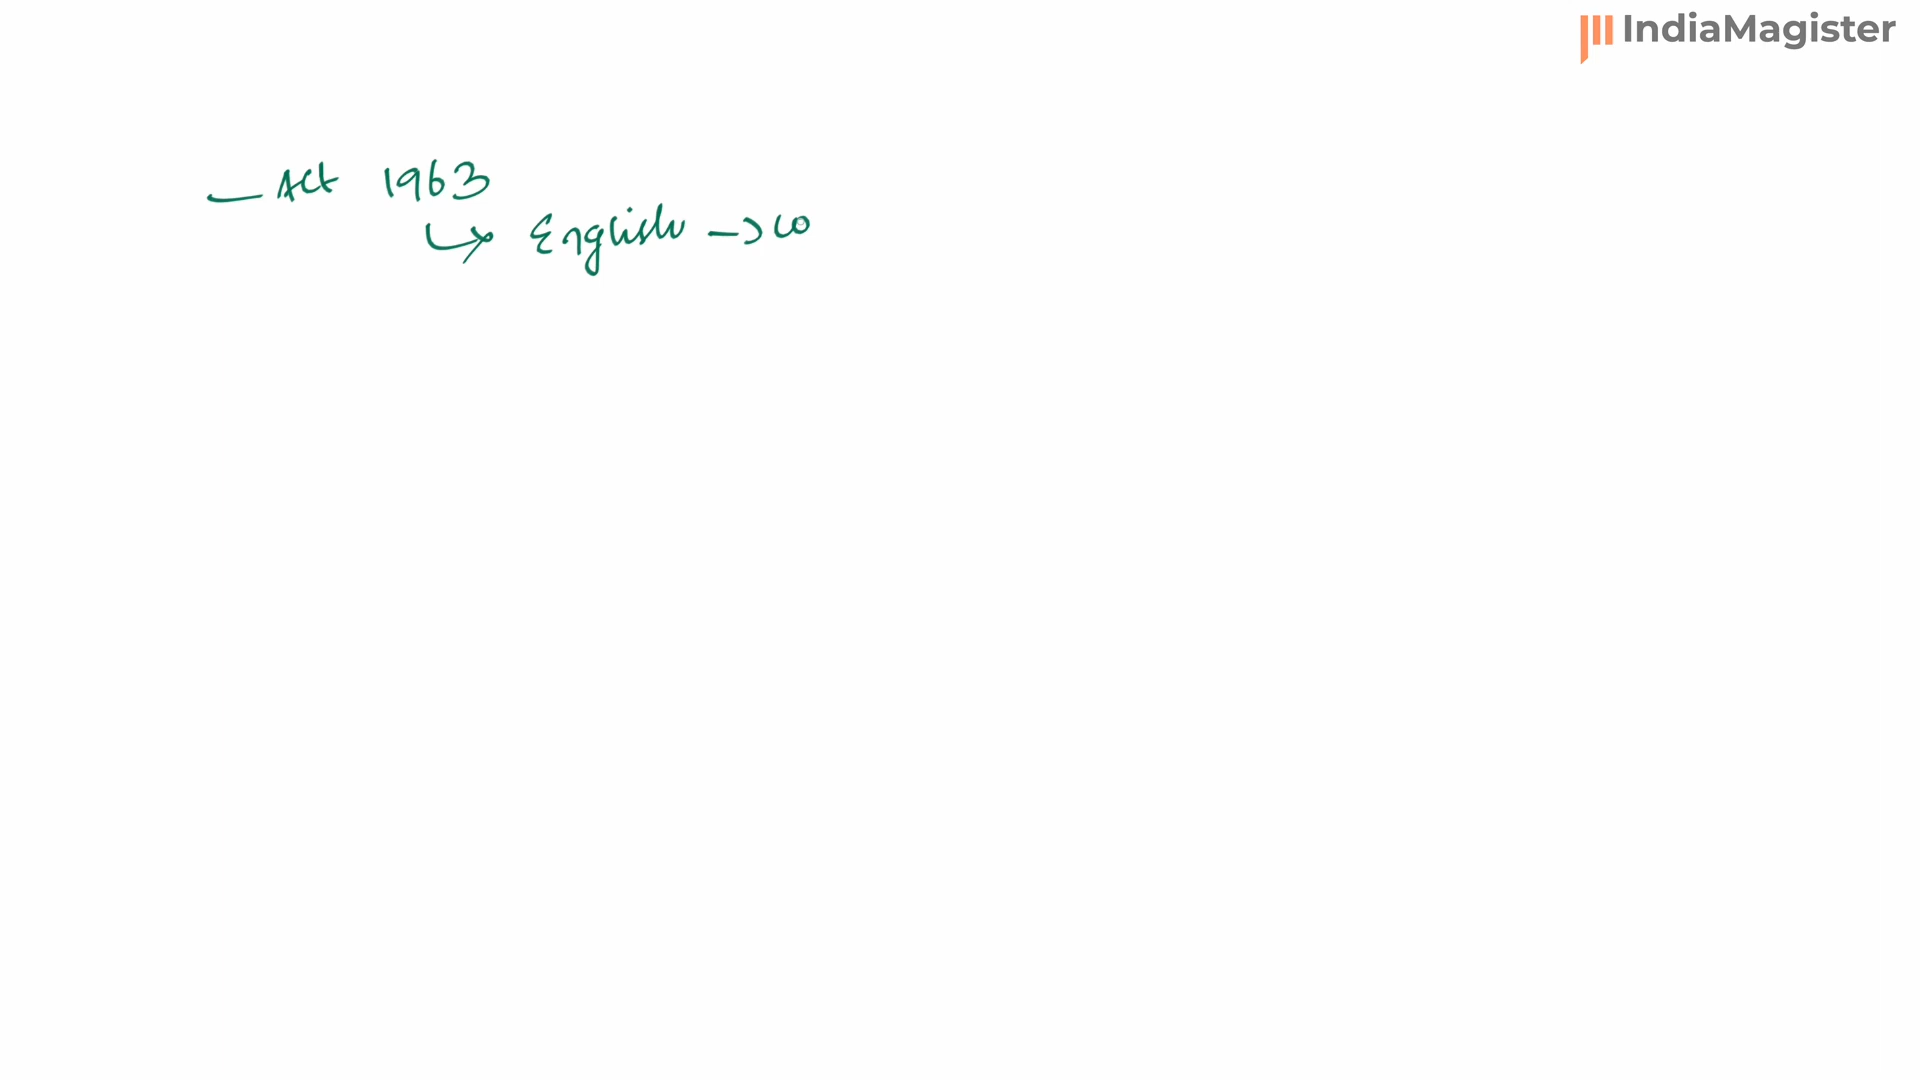 IndiaMagister
— Act 1963
↳ English → co